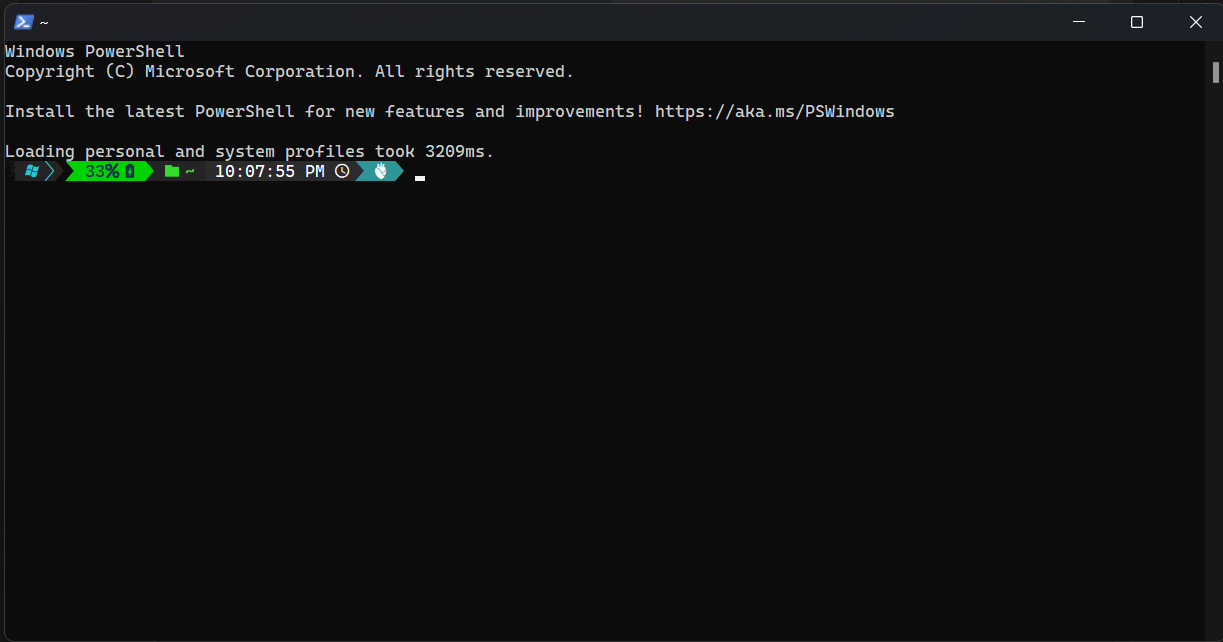 ~
Windows PowerShell
Copyright (C) Microsoft Corporation. All rights reserved.
Install the latest PowerShell for new features and improvements! https://aka.ms/PSWindows
Loading personal and system profiles took 3209ms.
33% ~ 10:07:55 PM